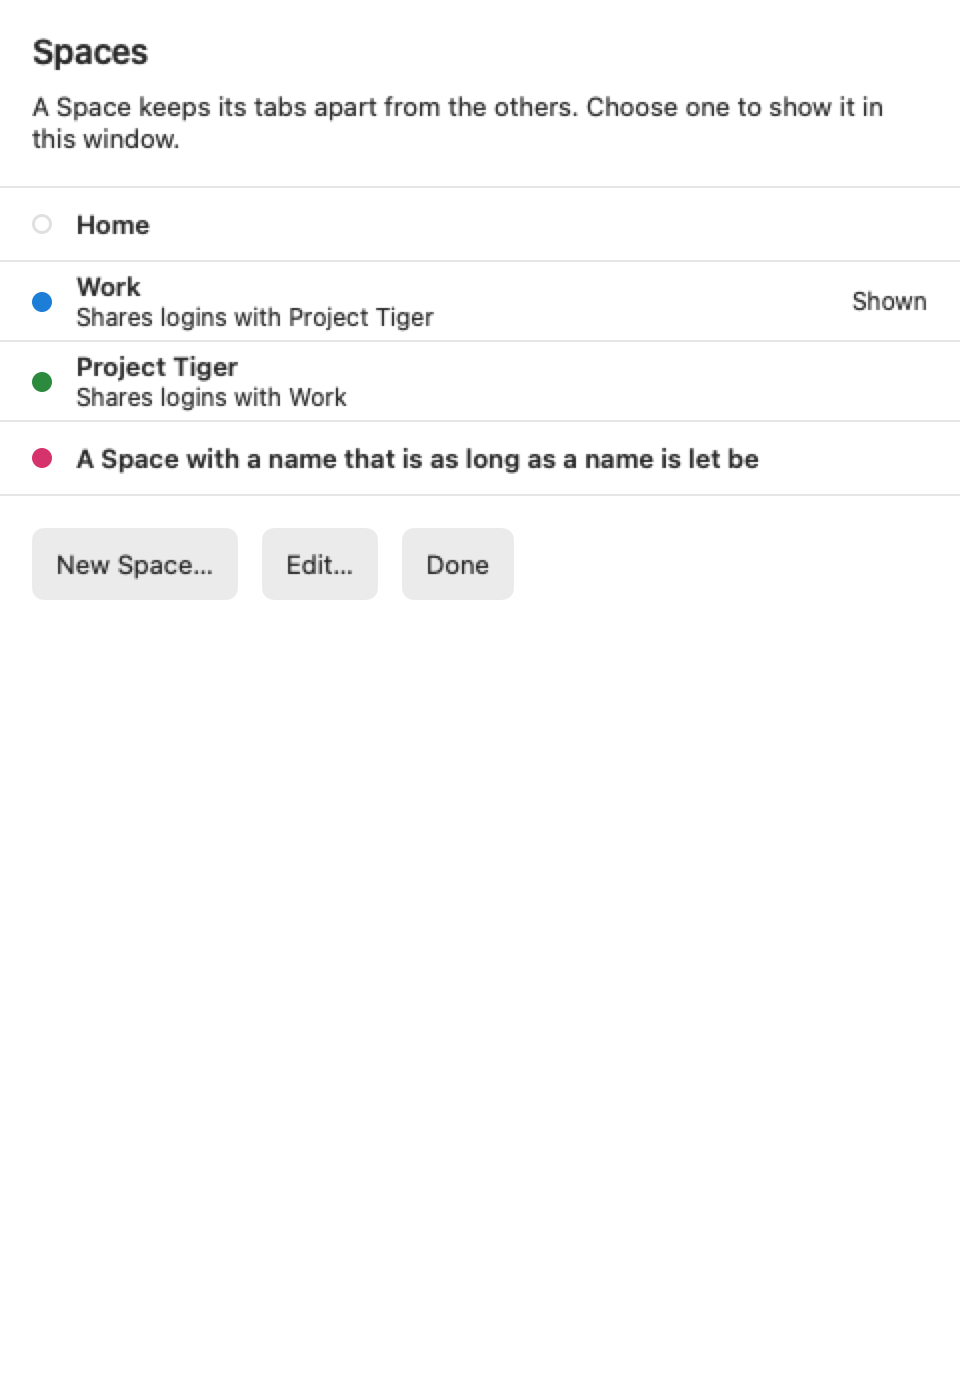 Spaces
A Space keeps its tabs apart from the others. Choose one to show it in
this window.
Home
Work
Shares logins with Project Tiger
Shown
Project Tiger
Shares logins with Work
A Space with a name that is as long as a name is let be
New Space...
Edit...
Done